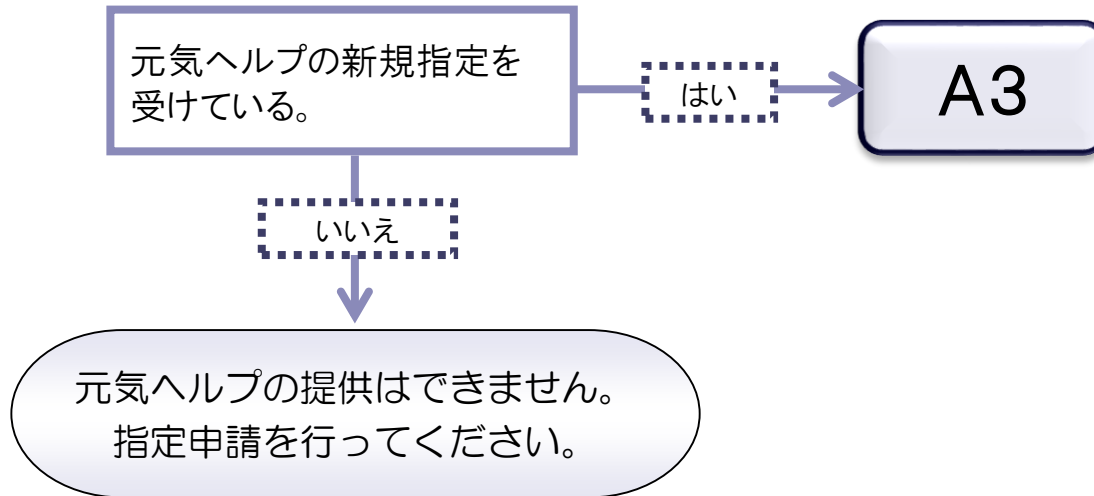 元気ヘルプの新規指定を
受けている。
はい
A3
いいえ
元気ヘルプの提供はできません。
指定申請を行ってください。